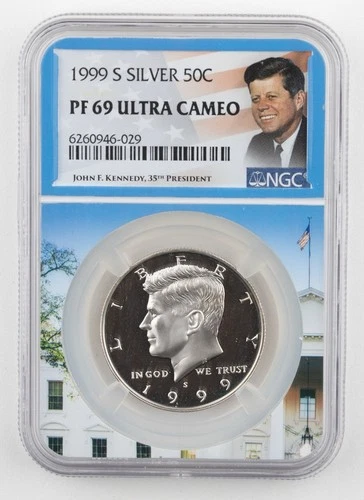 1999 S SILVER 50C
PF 69 ULTRA CAMEO
6260946-029
JOHN F. KENNEDY, 35TH PRESIDENT
NGC
LIBERTY
IN GOD WE TRUST
S
1999